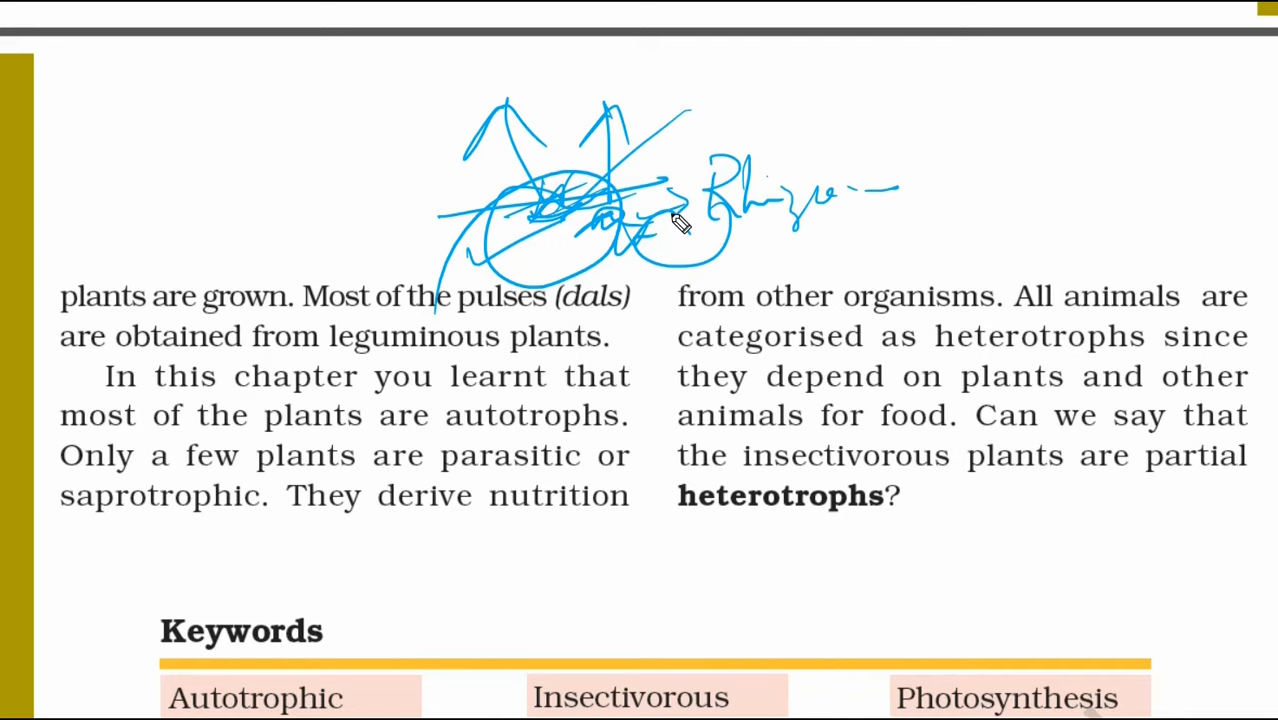 plants are grown. Most of the pulses (dals)
are obtained from leguminous plants.
In this chapter you learnt that
most of the plants are autotrophs.
Only a few plants are parasitic or
saprotrophic. They derive nutrition
from other organisms. All animals are
categorised as heterotrophs since
they depend on plants and other
animals for food. Can we say that
the insectivorous plants are partial
heterotrophs?
Keywords
Autotrophic
Insectivorous
Photosynthesis